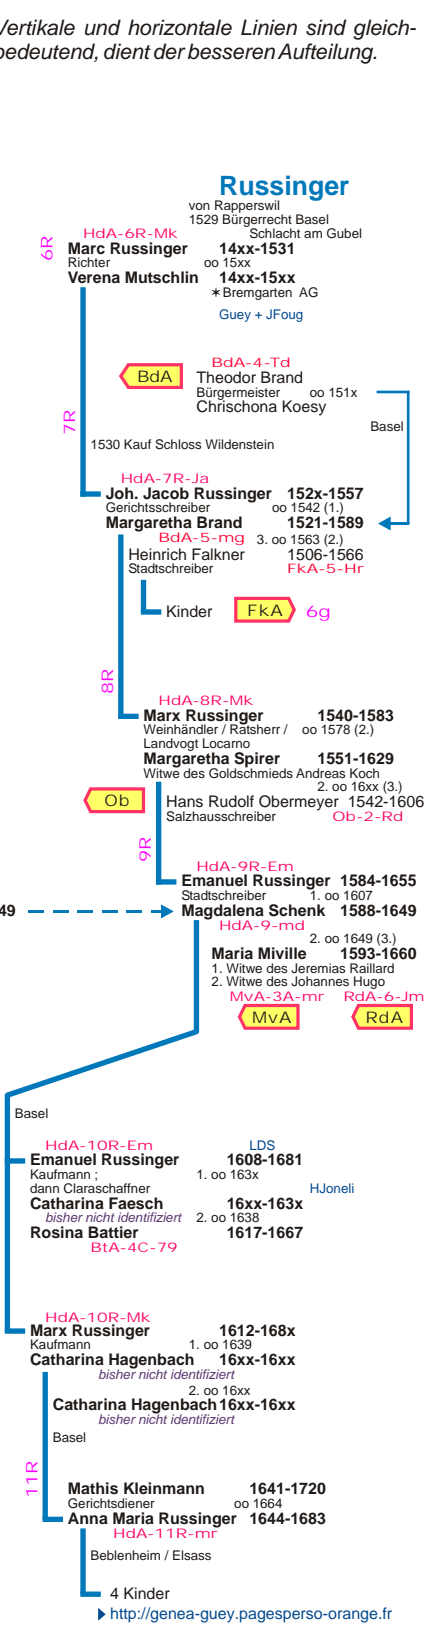 Vertikale und horizontale Linien sind gleich-
bedeutend, dient der besseren Aufteilung.
Russinger
von Rapperswil
1529 Bürgerrecht Basel
HdA-6R-Mk Schlacht am Gubel
6R
Marc Russinger 14xx-1531
Richter oo 15xx
Verena Mutschlin 14xx-15xx
✶Bremgarten AG
Guey + JFoug
BdA-4-Td
BdA Theodor Brand
Bürgermeister oo 151x
Chrischona Koesy
Basel
7R
1530 Kauf Schloss Wildenstein
HdA-7R-Ja
Joh. Jacob Russinger 152x-1557
Gerichtsschreiber oo 1542 (1.)
Margaretha Brand 1521-1589
BdA-5-mg 3. oo 1563 (2.)
Heinrich Falkner 1506-1566
Stadtschreiber FkA-5-Hr
Kinder FkA 6g
8R
HdA-8R-Mk
Marx Russinger 1540-1583
Weinhändler / Ratsherr / oo 1578 (2.)
Landvogt Locarno
Margaretha Spirer 1551-1629
Witwe des Goldschmieds Andreas Koch
2. oo 16xx (3.)
Ob Hans Rudolf Obermeyer 1542-1606
Salzhausschreiber Ob-2-Rd
9R
HdA-9R-Em
Emanuel Russinger 1584-1655
Stadtschreiber 1. oo 1607
49 Magdalena Schenk 1588-1649
HdA-9-md
2. oo 1649 (3.)
Maria Miville 1593-1660
1. Witwe des Jeremias Raillard
2. Witwe des Johannes Hugo
MvA-3A-mr RdA-6-Jm
MvA RdA
Basel
HdA-10R-Em LDS
Emanuel Russinger 1608-1681
Kaufmann ; 1. oo 163x
dann Claraschaffner HJoneli
Catharina Faesch 16xx-163x
bisher nicht identifiziert 2. oo 1638
Rosina Battier 1617-1667
BtA-4C-79
HdA-10R-Mk
Marx Russinger 1612-168x
Kaufmann 1. oo 1639
Catharina Hagenbach 16xx-16xx
bisher nicht identifiziert
2. oo 16xx
Catharina Hagenbach 16xx-16xx
bisher nicht identifiziert
Basel
11R
Mathis Kleinmann 1641-1720
Gerichtsdiener oo 1664
Anna Maria Russinger 1644-1683
HdA-11R-mr
Beblenheim / Elsass
4 Kinder
http://genea-guey.pagesperso-orange.fr